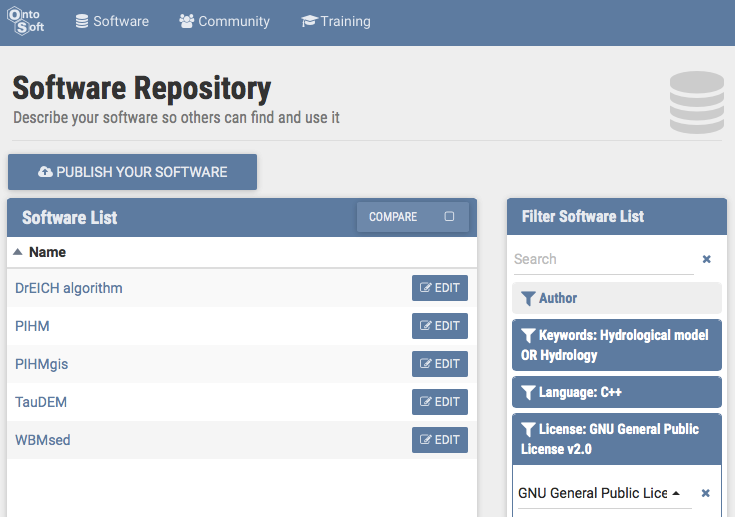 Onto Soft
Software
Community
Training
Software Repository
Describe your software so others can find and use it
PUBLISH YOUR SOFTWARE
Software List
COMPARE
Name
DrEICH algorithm
EDIT
PIHM
EDIT
PIHMgis
EDIT
TauDEM
EDIT
WBMsed
EDIT
Filter Software List
Search
Author
Keywords: Hydrological model
OR Hydrology
Language: C++
License: GNU General Public
License v2.0
GNU General Public Lice